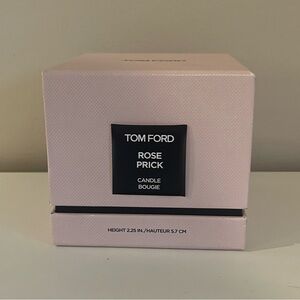 TOM FORD
ROSE
PRICK
CANDLE
BOUGIE
HEIGHT 2.25 IN./HAUTEUR 5.7 CM